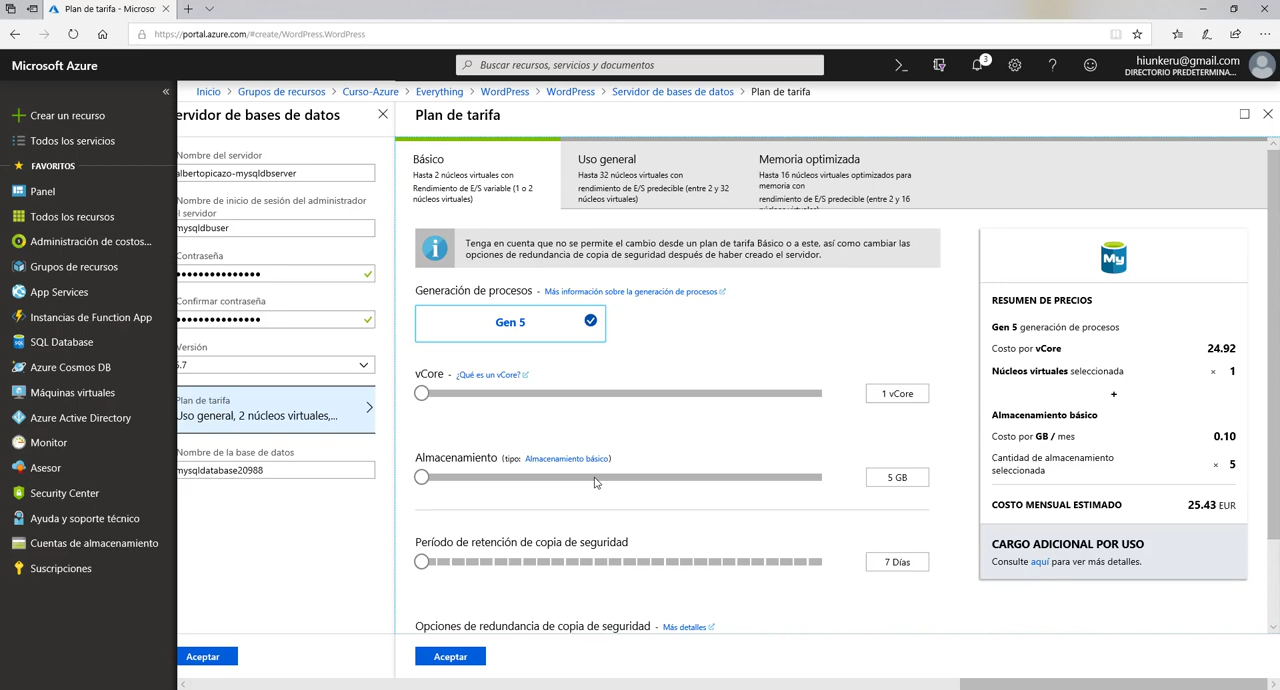 Plan de tarifa - Microso
https://portal.azure.com/#create/WordPress.WordPress
Microsoft Azure
Buscar recursos, servicios y documentos
3
hiunkeru@gmail.com
DIRECTORIO PREDETERMINA...
Crear un recurso
Todos los servicios
FAVORITOS
Panel
Todos los recursos
Administración de costos...
Grupos de recursos
App Services
Instancias de Function App
SQL Database
Azure Cosmos DB
Máquinas virtuales
Azure Active Directory
Monitor
Asesor
Security Center
Ayuda y soporte técnico
Cuentas de almacenamiento
Suscripciones
Inicio > Grupos de recursos > Curso-Azure > Everything > WordPress > WordPress > Servidor de bases de datos > Plan de tarifa
ervidor de bases de datos
Nombre del servidor
albertopicazo-mysqldbserver
Nombre de inicio de sesión del administrador
el servidor
mysqldbuser
Contraseña
Confirmar contraseña
Versión
5.7
Plan de tarifa
Uso general, 2 núcleos virtuales,...
Nombre de la base de datos
mysqldatabase20988
Aceptar
Plan de tarifa
Básico
Hasta 2 núcleos virtuales con
Rendimiento de E/S variable (1 o 2
núcleos virtuales)
Uso general
Hasta 32 núcleos virtuales con
rendimiento de E/S predecible (entre 2 y 32
núcleos virtuales)
Memoria optimizada
Hasta 16 núcleos virtuales optimizados para
memoria con
rendimiento de E/S predecible (entre 2 y 16
núcleos virtuales)
Tenga en cuenta que no se permite el cambio desde un plan de tarifa Básico o a este, así como cambiar las
opciones de redundancia de copia de seguridad después de haber creado el servidor.
Generación de procesos - Más información sobre la generación de procesos
Gen 5
vCore - ¿Qué es un vCore?
1 vCore
Almacenamiento (tipo: Almacenamiento básico)
5 GB
Período de retención de copia de seguridad
7 Días
Opciones de redundancia de copia de seguridad - Más detalles
Aceptar
My
RESUMEN DE PRECIOS
Gen 5 generación de procesos
Costo por vCore 24.92
Núcleos virtuales seleccionada × 1
+
Almacenamiento básico
Costo por GB / mes 0.10
Cantidad de almacenamiento
seleccionada × 5
COSTO MENSUAL ESTIMADO 25.43 EUR
CARGO ADICIONAL POR USO
Consulte aquí para ver más detalles.